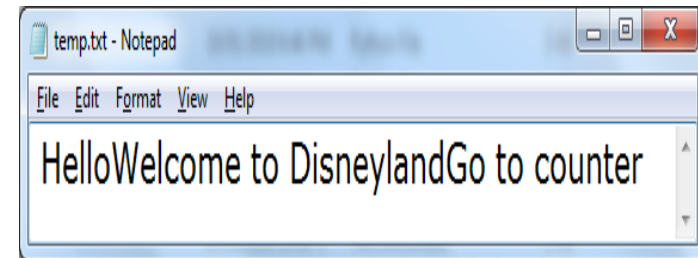 temp.txt - Notepad
File Edit Format View Help
HelloWelcome to DisneylandGo to counter